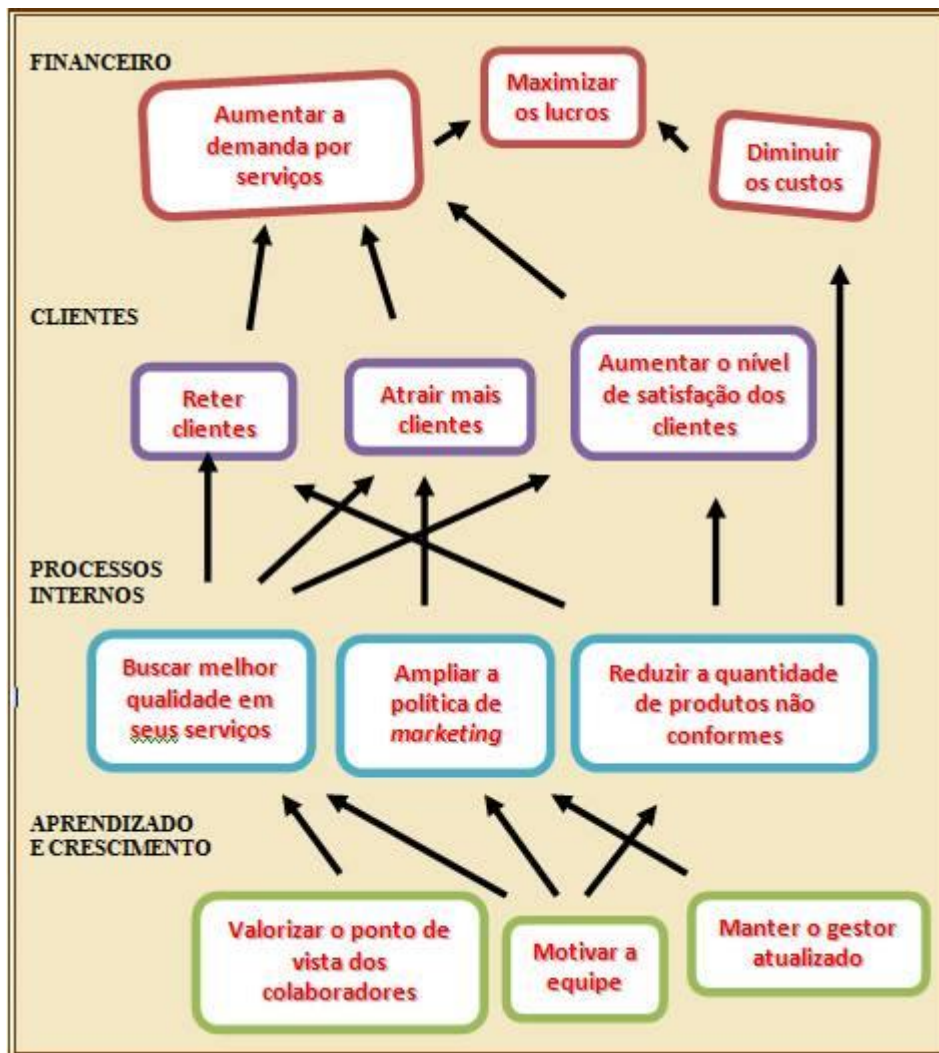 FINANCEIRO
Aumentar a
demanda por
serviços
Maximizar
os lucros
Diminuir
os custos
CLIENTES
Reter
clientes
Atrair mais
clientes
Aumentar o nível
de satisfação dos
clientes
PROCESSOS
INTERNOS
Buscar melhor
qualidade em
seus serviços
Ampliar a
política de
marketing
Reduzir a quantidade
de produtos não
conformes
APRENDIZADO
E CRESCIMENTO
Valorizar o ponto de
vista dos
colaboradores
Motivar a
equipe
Manter o gestor
atualizado